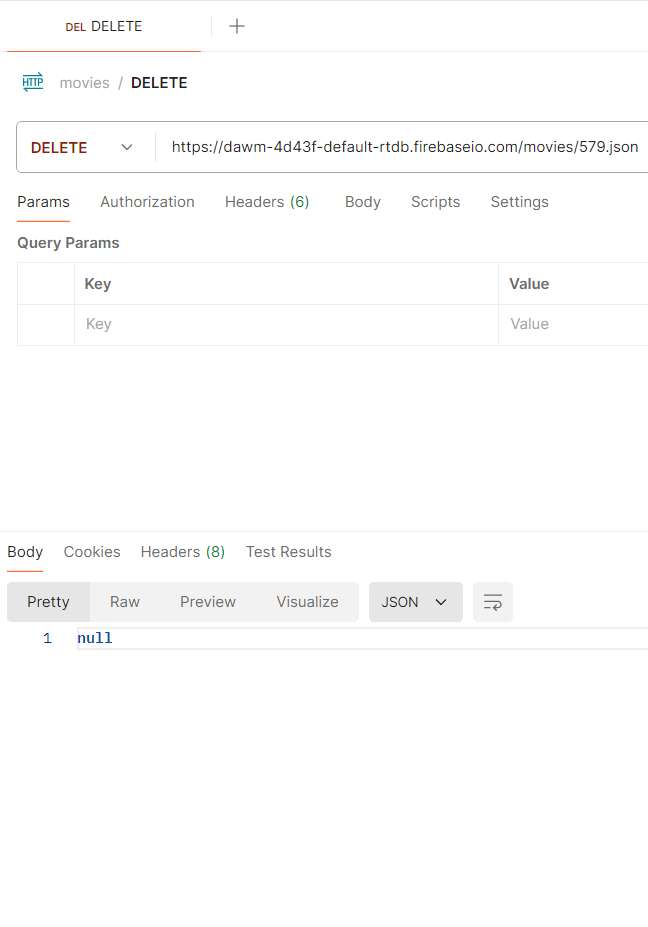 DEL DELETE
HTTP movies / DELETE
DELETE https://dawm-4d43f-default-rtdb.firebaseio.com/movies/579.json
Params Authorization Headers (6) Body Scripts Settings
Query Params
Key Value
Key Value
Body Cookies Headers (8) Test Results
Pretty Raw Preview Visualize JSON
1 null